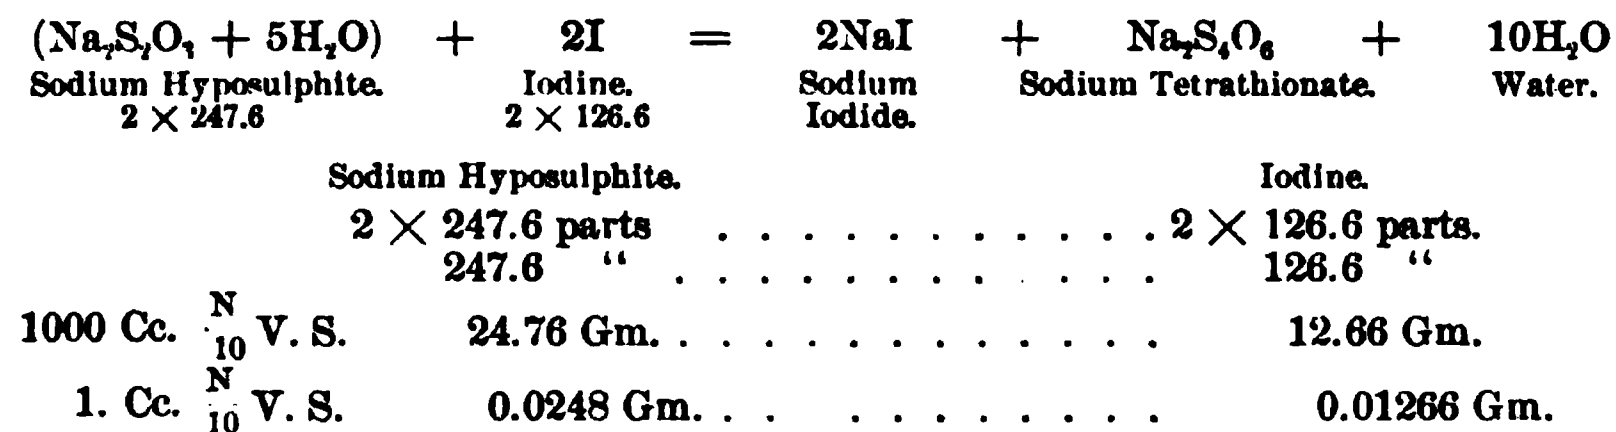 (Na₂S₂O₃ + 5H₂O) + 2I = 2NaI + Na₂S₄O₆ + 10H₂O
Sodium Hyposulphite. Iodine. Sodium Sodium Tetrathionate. Water.
2 × 247.6 2 × 126.6 Iodide.
Sodium Hyposulphite. Iodine.
2 × 247.6 parts . . . . . . . . . . . 2 × 126.6 parts.
247.6 “ . . . . . . . . . . . . 126.6 “
1000 Cc. N/10 V. S. 24.76 Gm. . . . . . . . . . . . . 12.66 Gm.
1. Cc. N/10 V. S. 0.0248 Gm. . . . . . . . . . . 0.01266 Gm.